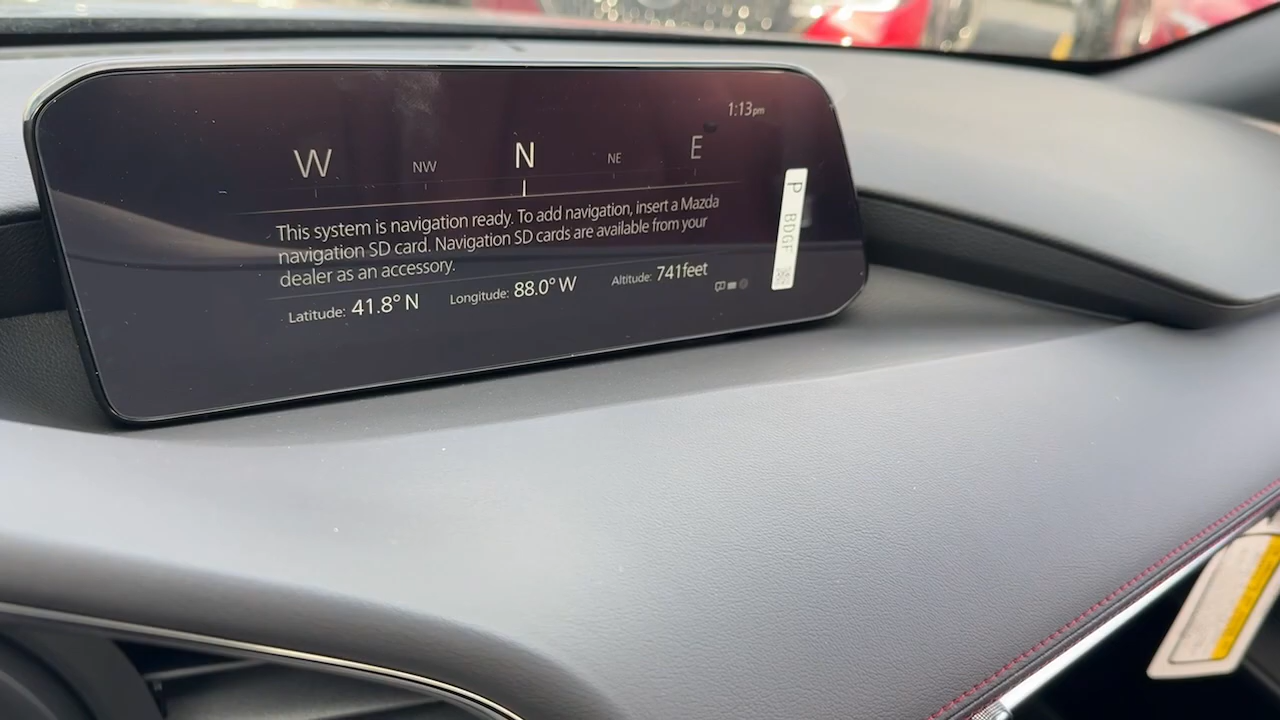 1:13pm
W NW N NE E
This system is navigation ready. To add navigation, insert a Mazda
navigation SD card. Navigation SD cards are available from your
dealer as an accessory.
Latitude: 41.8° N Longitude: 88.0° W Altitude: 741feet
P BDGF